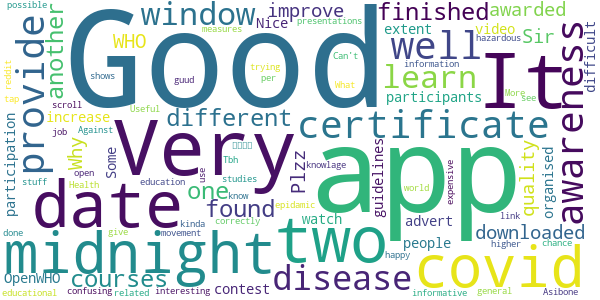 possible
another
window
improve
presentations
finished
awarded
WHO
Nice
measures
extent
video
Sir
Good
provide
shows
trying
Can't
well
It
difficult
reddit
guud
per
What
information
hazardous
awareness
tap
scroll
Useful
learn
More
see
increase
different
participants
participation
job
Against
certificate
Why
Very
app
quality
Some
Tbh
guidelines
organised
open
use
knowlage
stuff
education
studies
Plzz
expensive
Health
one
know
world
date
found
correctly
watch
advert
link
downloaded
epidamic
done
give
movement
kinda
two
people
higher
chance
midnight
happy
covid
OpenWHO
courses
contest
disease
educational
confusing
related
interesting
informative
general
Asibone